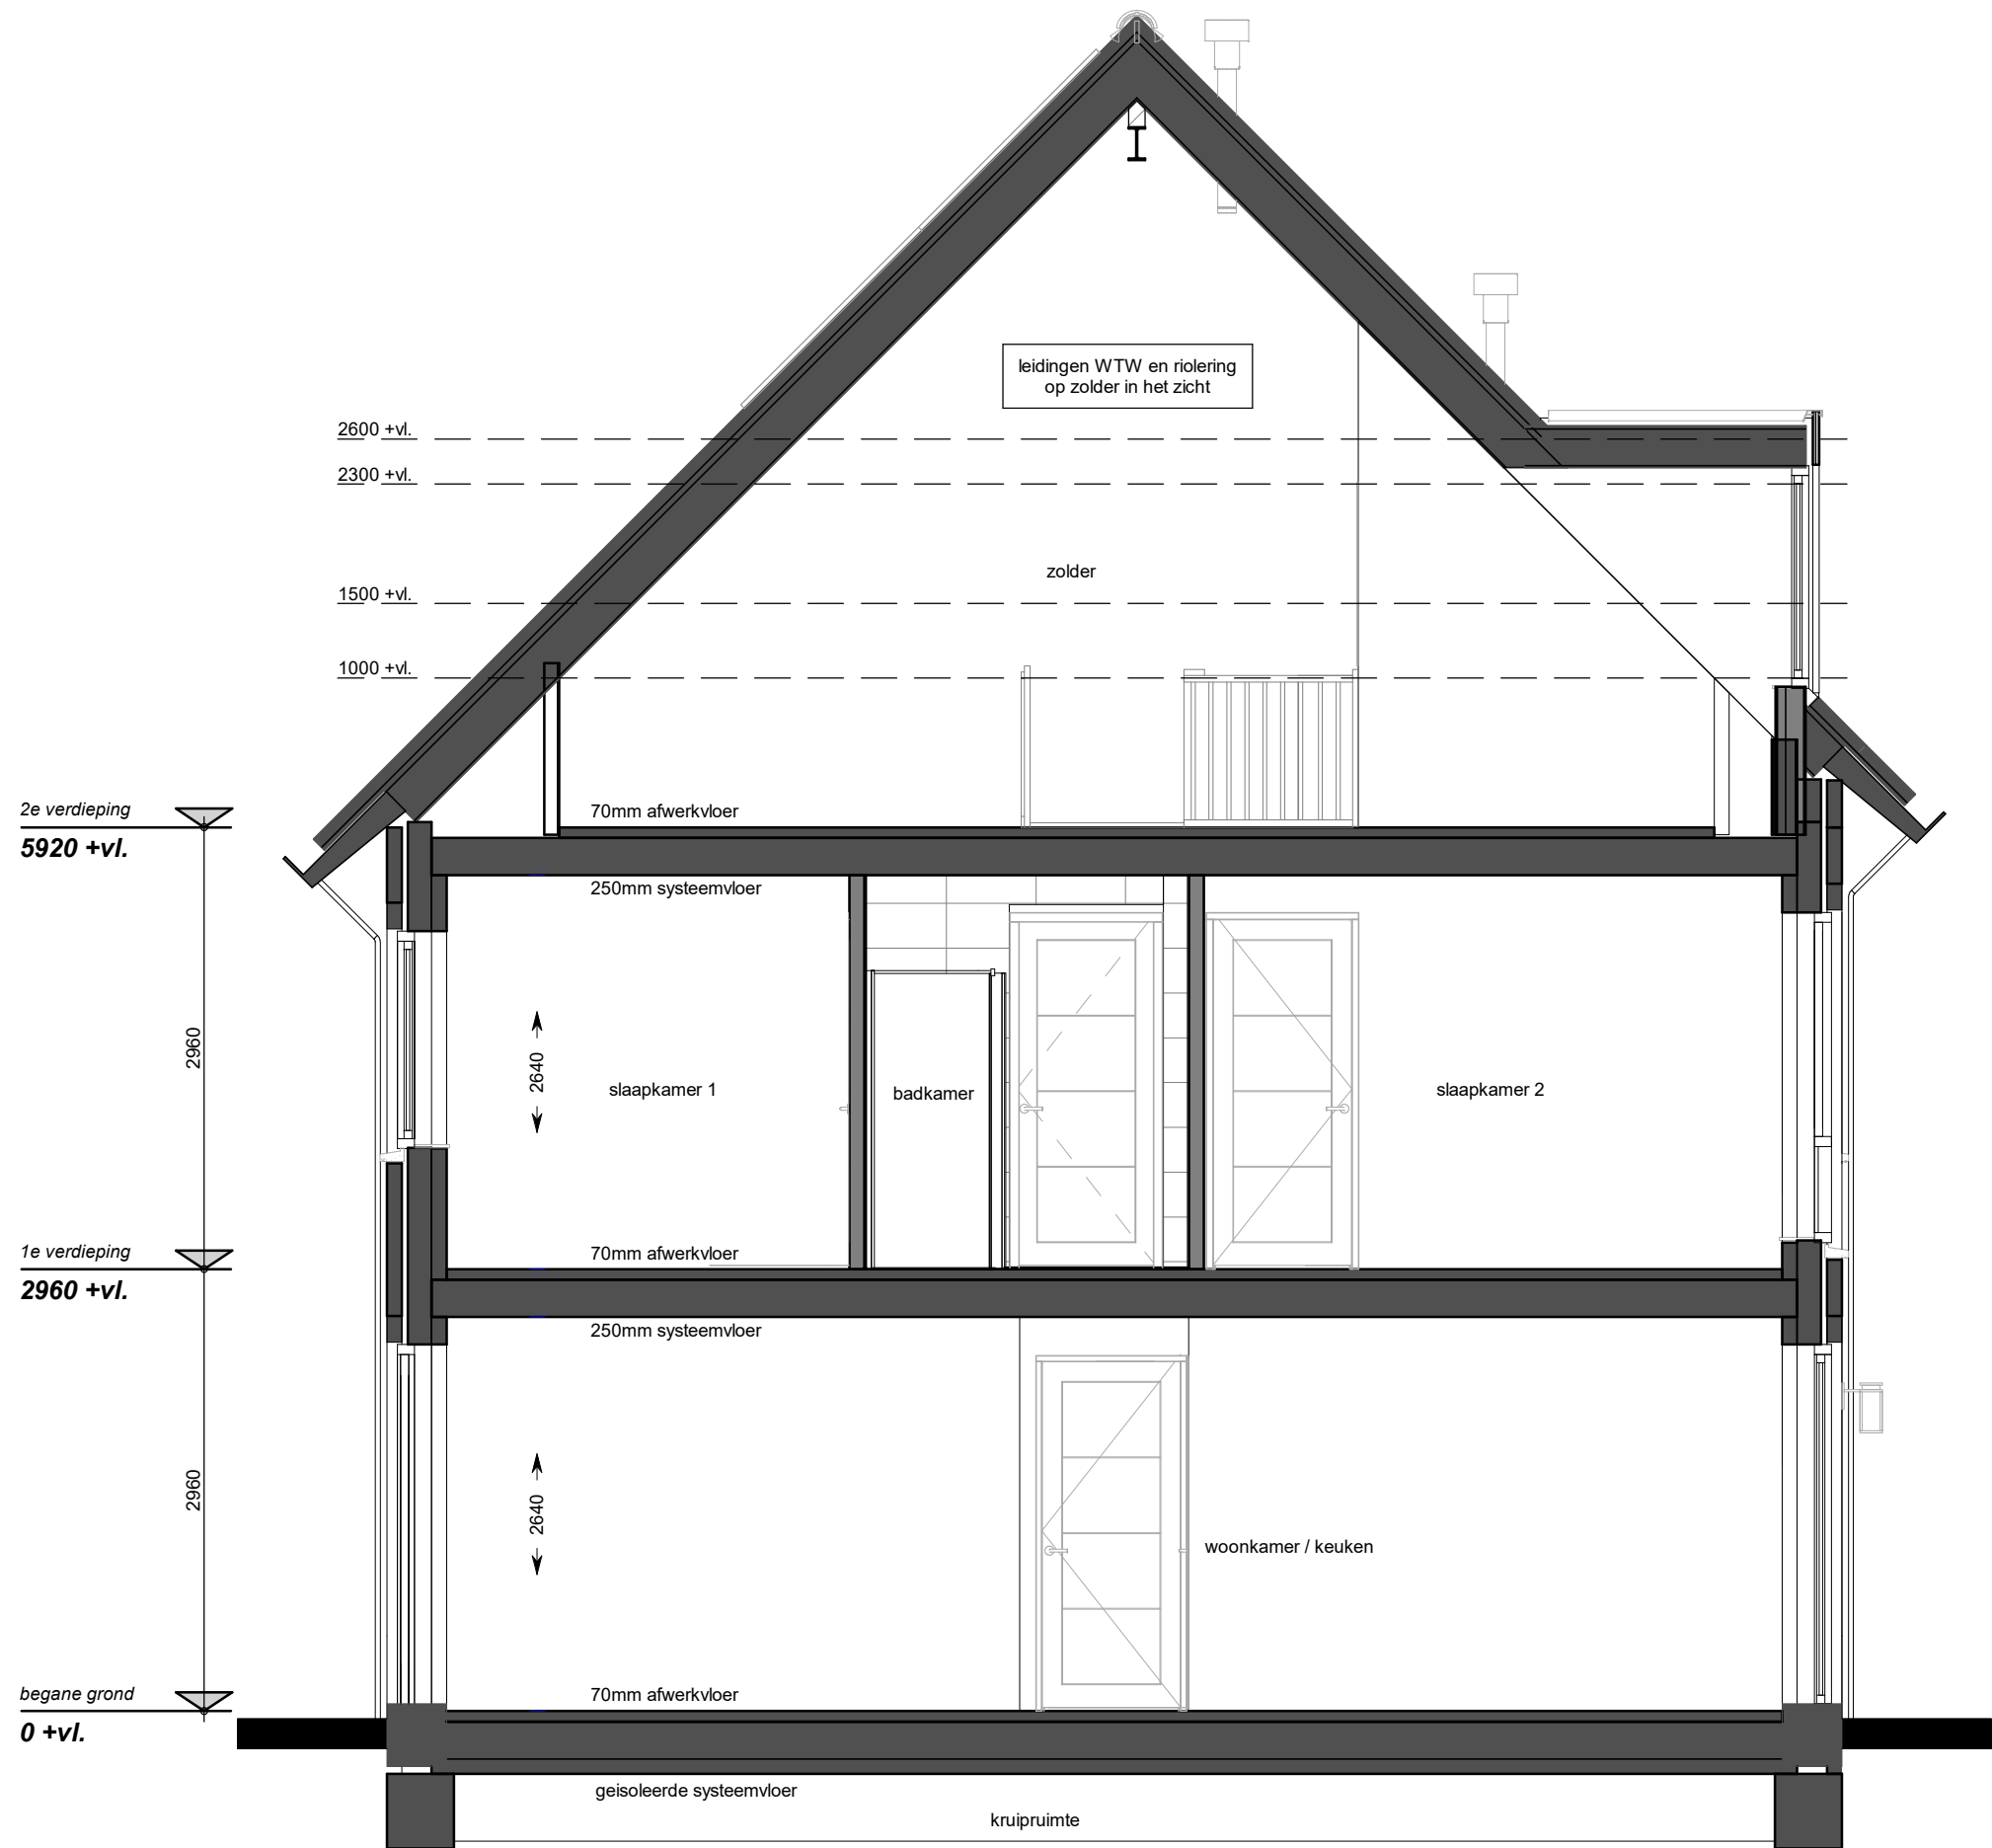 leidingen WTW en riolering
op zolder in het zicht
2600 +vl.
2300 +vl.
zolder
1500 +vl.
1000 +vl.
2e verdieping
5920 +vl.
70mm afwerkvloer
250mm systeemvloer
2960
2640
slaapkamer 1
badkamer
slaapkamer 2
1e verdieping
2960 +vl.
70mm afwerkvloer
250mm systeemvloer
2960
2640
woonkamer / keuken
begane grond
0 +vl.
70mm afwerkvloer
geisoleerde systeemvloer
kruipruimte